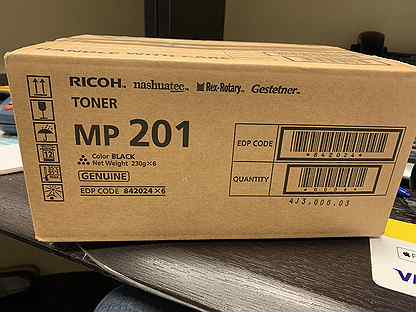 RICOH nashuatec Rex-Rotary Gestetner
TONER
MP 201
Color BLACK
Net Weight 230g×6
GENUINE
EDP CODE 842024×6
EDP CODE
*842024*
QUANTITY
4J3,006,03
VI